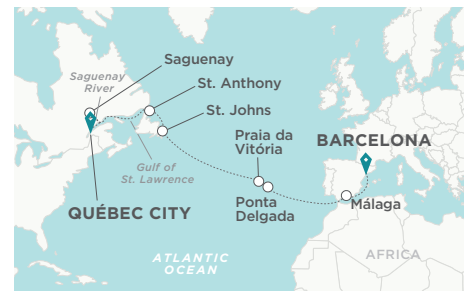 Saguenay
Saguenay
River
St. Anthony
St. Johns
Praia da
Vitória
BARCELONA
Gulf of
St. Lawrence
QUÉBEC CITY
Ponta
Delgada
Málaga
ATLANTIC
OCEAN
AFRICA